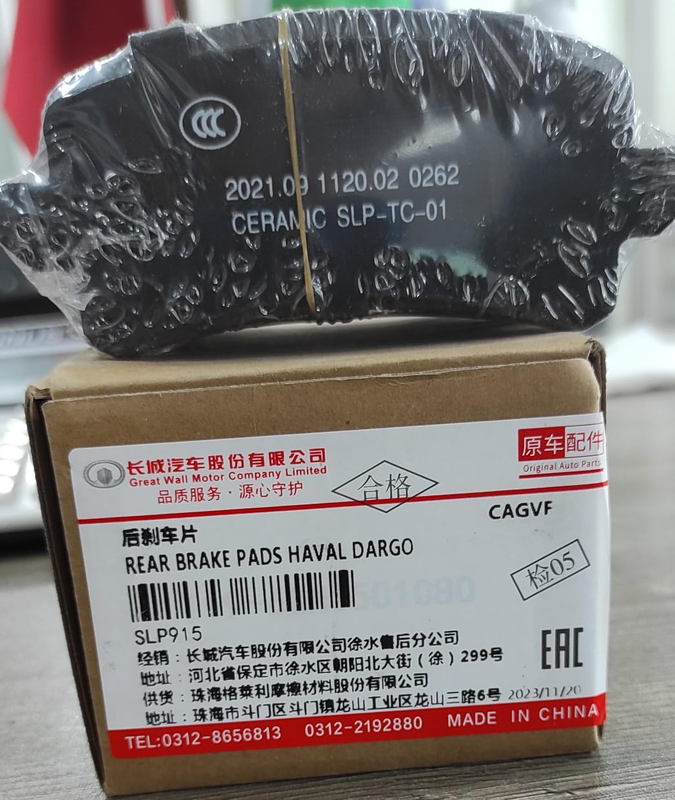 CCC
2021.09 1120.02 0262
CERAMIC SLP-TC-01
长城汽车股份有限公司
Great Wall Motor Company Limited
品质服务·源心守护
合格
原车配件
Original Auto Parts
CAGVF
后刹车片
REAR BRAKE PADS HAVAL DARGO
检05
SLP915
EAC
经销：长城汽车股份有限公司徐水售后分公司
地址：河北省保定市徐水区朝阳北大街（徐）299号
供货：珠海格莱利摩擦材料股份有限公司
地址：珠海市斗门区斗门镇龙山工业区龙山三路6号 2023/11/20
TEL:0312-8656813 0312-2192880 MADE IN CHINA